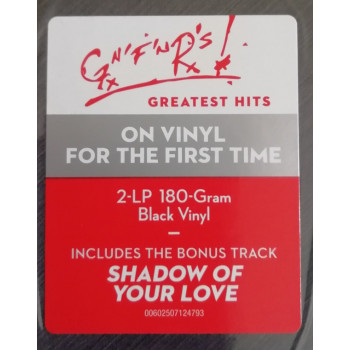 GN'F'NR'S!
GREATEST HITS
ON VINYL
FOR THE FIRST TIME
2-LP 180-Gram
Black Vinyl
INCLUDES THE BONUS TRACK
SHADOW OF
YOUR LOVE
00602507124793